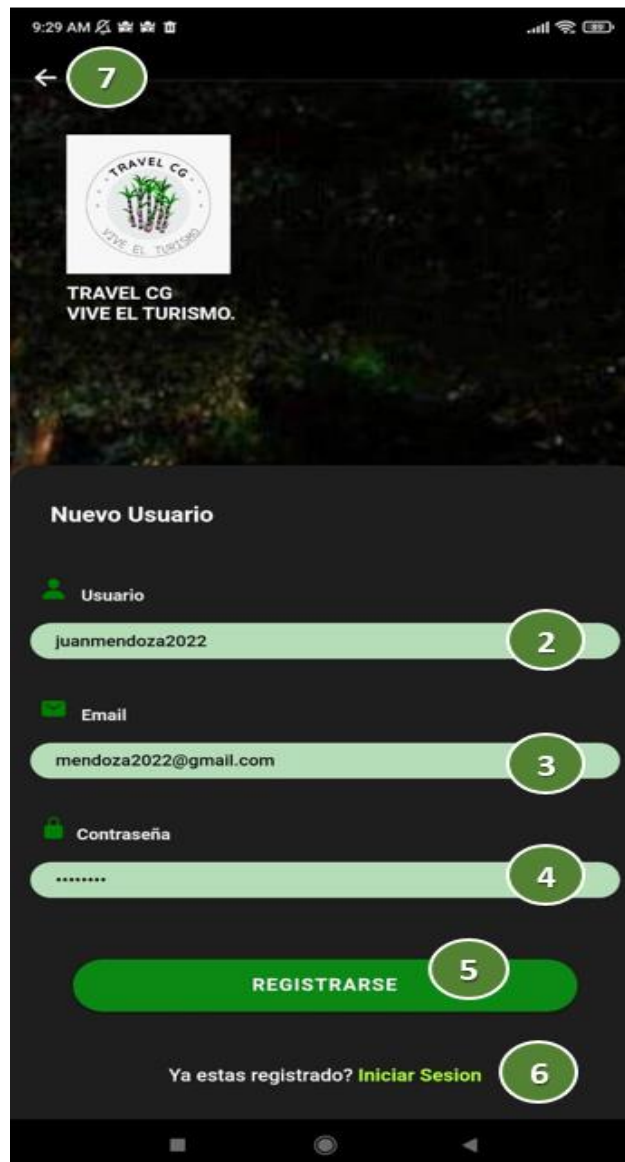 9:29 AM
89
7
TRAVEL CG
VIVE EL TURISMO
TRAVEL CG
VIVE EL TURISMO.
Nuevo Usuario
Usuario
juanmendoza2022
2
Email
mendoza2022@gmail.com
3
Contraseña
••••••••
4
REGISTRARSE
5
Ya estas registrado? Iniciar Sesion
6